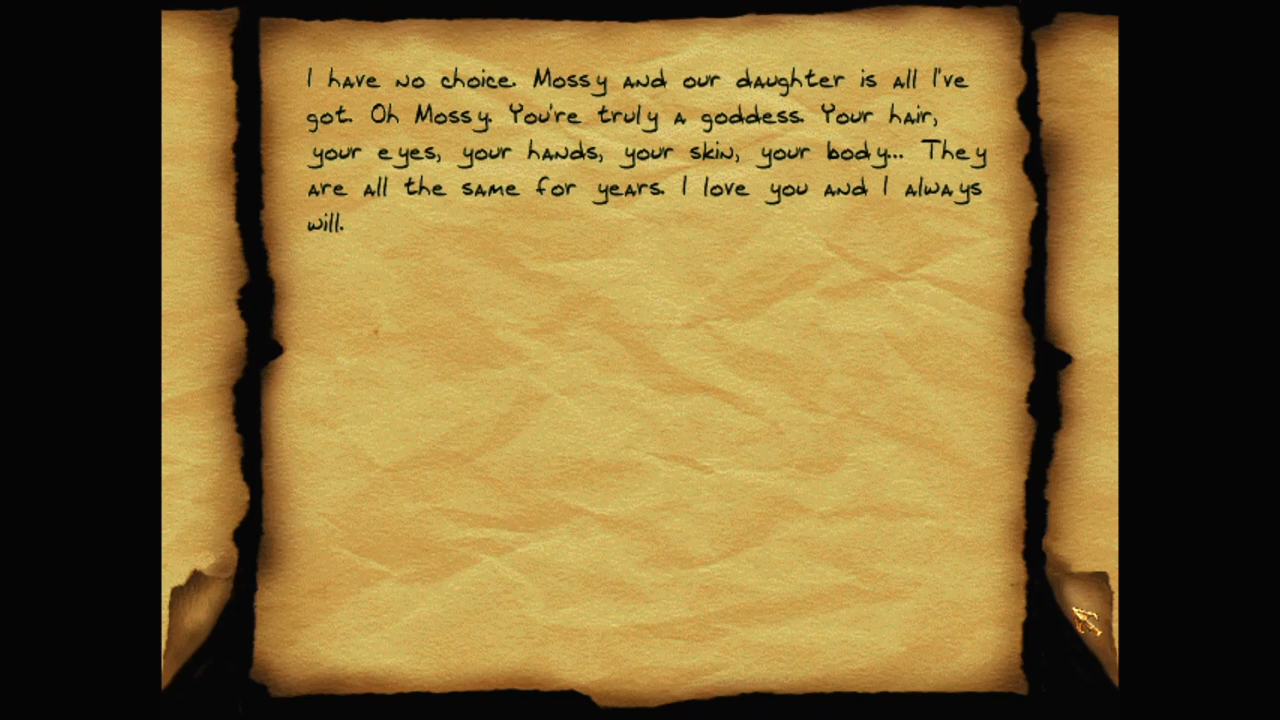 I have no choice. Mossy and our daughter is all I've
got. Oh Mossy. You're truly a goddess. Your hair,
your eyes, your hands, your skin, your body... They
are all the same for years. I love you and I always
will.